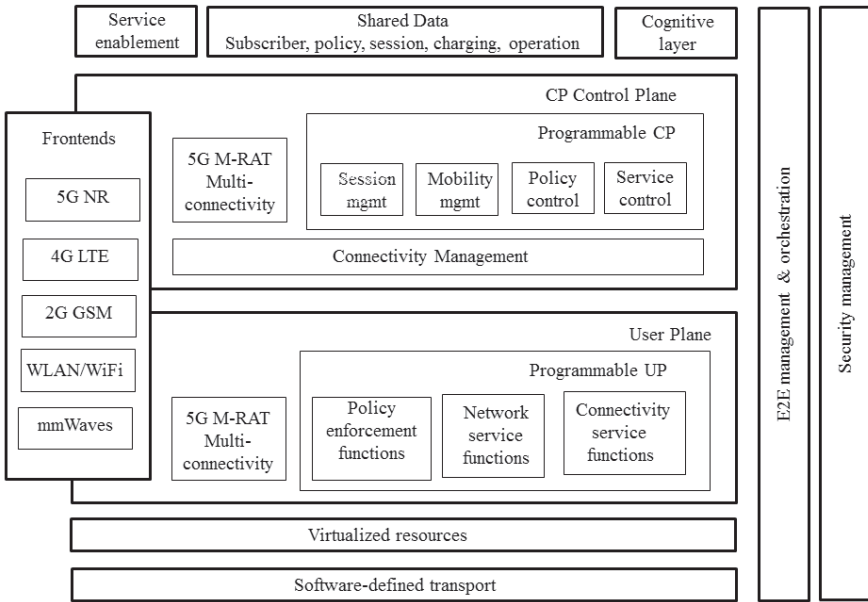 Service
enablement
Shared Data
Subscriber, policy, session, charging, operation
Cognitive
layer
Frontends
5G NR
4G LTE
2G GSM
WLAN/WiFi
mmWaves
CP Control Plane
5G M-RAT
Multi-
connectivity
Programmable CP
Session
mgmt
Mobility
mgmt
Policy
control
Service
control
Connectivity Management
User Plane
5G M-RAT
Multi-
connectivity
Programmable UP
Policy
enforcement
functions
Network
service
functions
Connectivity
service
functions
Virtualized resources
Software-defined transport
E2E management & orchestration
Security management